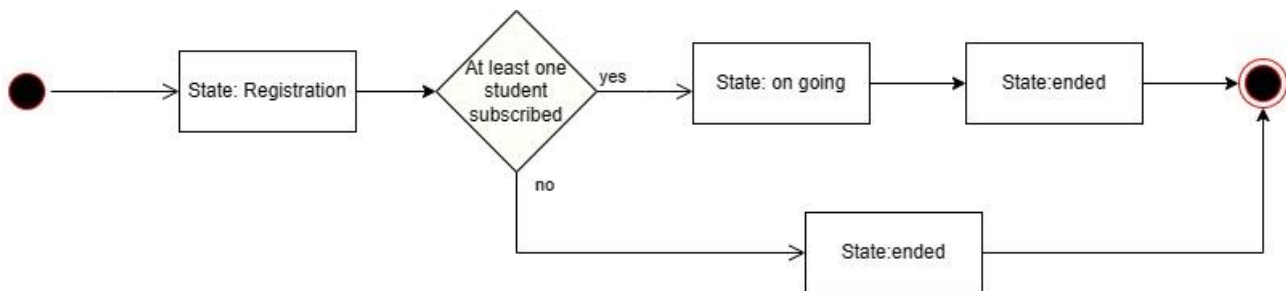 State: Registration
At least one
student
subscribed
yes
State: on going
State:ended
no
State:ended